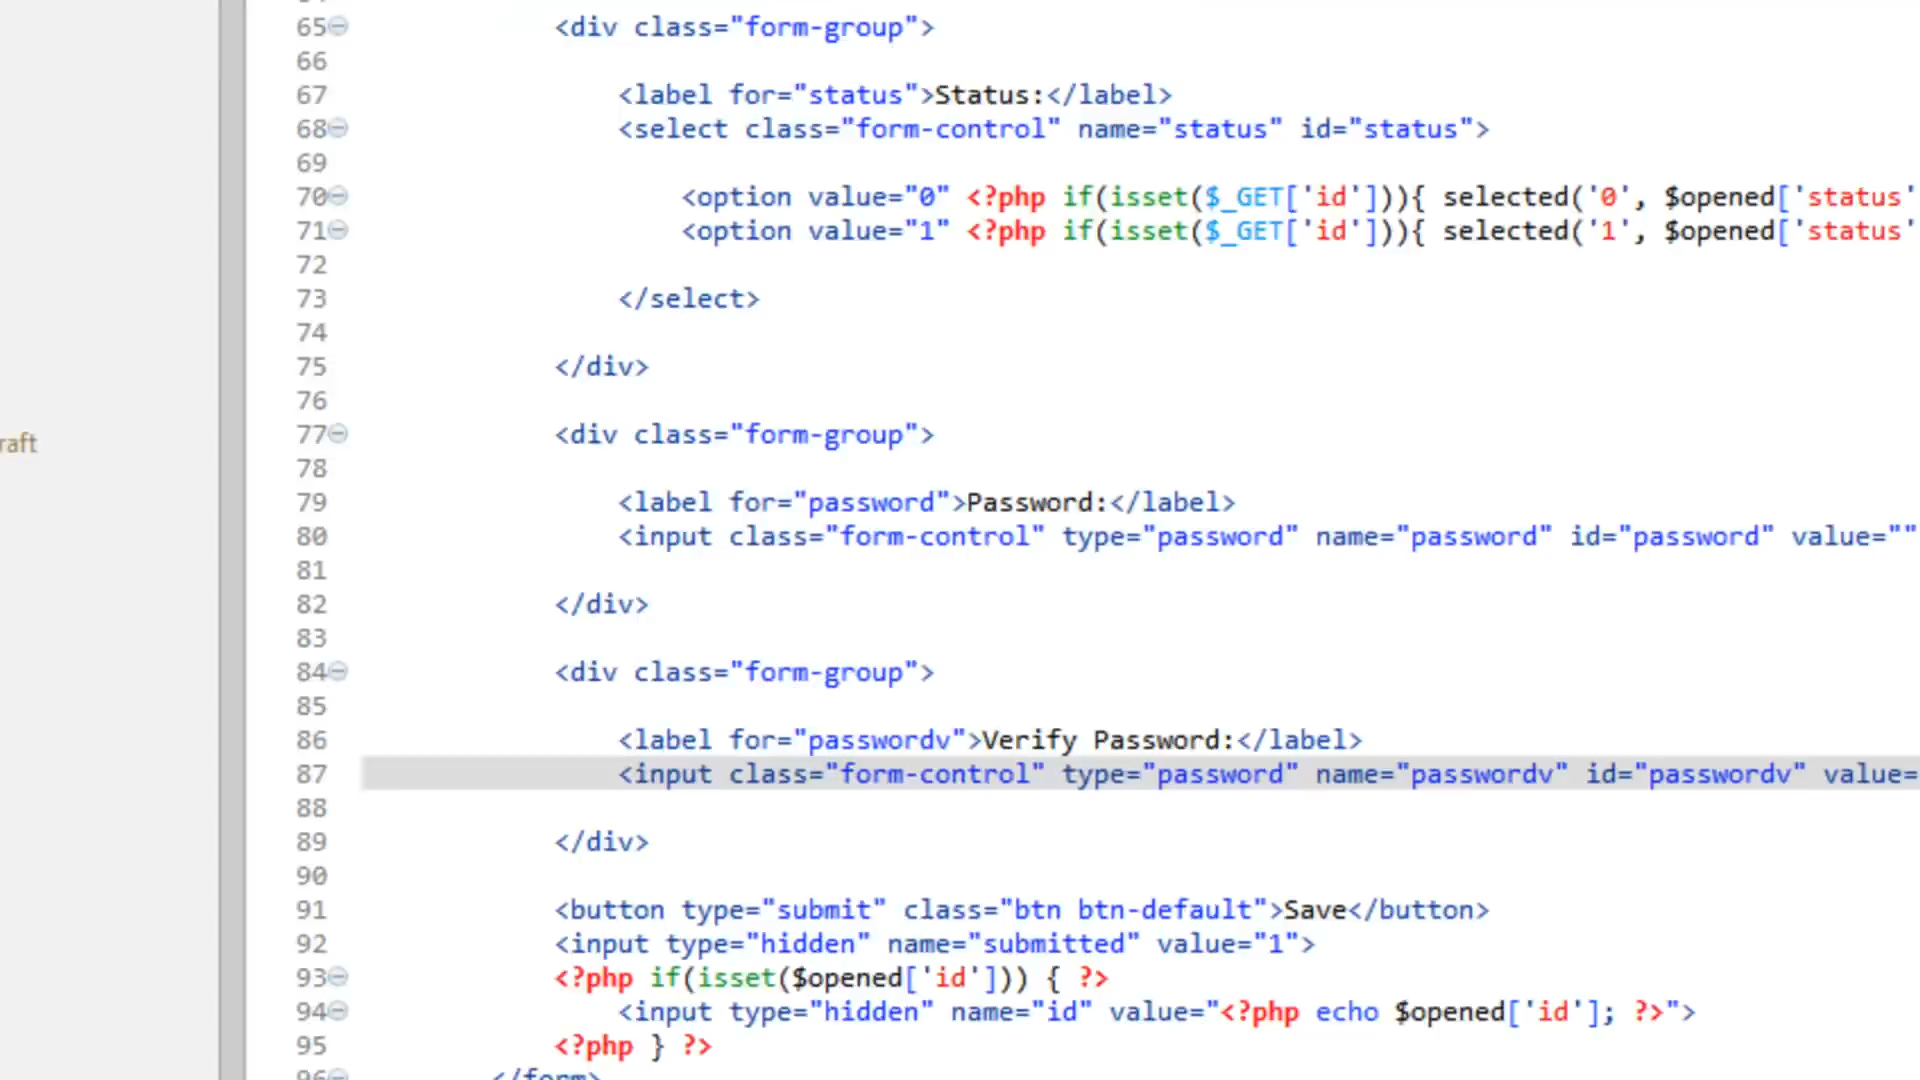 65 <div class="form-group">
66
67 <label for="status">Status:</label>
68 <select class="form-control" name="status" id="status">
69
70 <option value="0" <?php if(isset($_GET['id'])){ selected('0', $opened['status'
71 <option value="1" <?php if(isset($_GET['id'])){ selected('1', $opened['status'
72
73 </select>
74
75 </div>
76
raft
77 <div class="form-group">
78
79 <label for="password">Password:</label>
80 <input class="form-control" type="password" name="password" id="password" value=""
81
82 </div>
83
84 <div class="form-group">
85
86 <label for="passwordv">Verify Password:</label>
87 <input class="form-control" type="password" name="passwordv" id="passwordv" value=
88
89 </div>
90
91 <button type="submit" class="btn btn-default">Save</button>
92 <input type="hidden" name="submitted" value="1">
93 <?php if(isset($opened['id'])) { ?>
94 <input type="hidden" name="id" value="<?php echo $opened['id']; ?>">
95 <?php } ?>
96 </form>